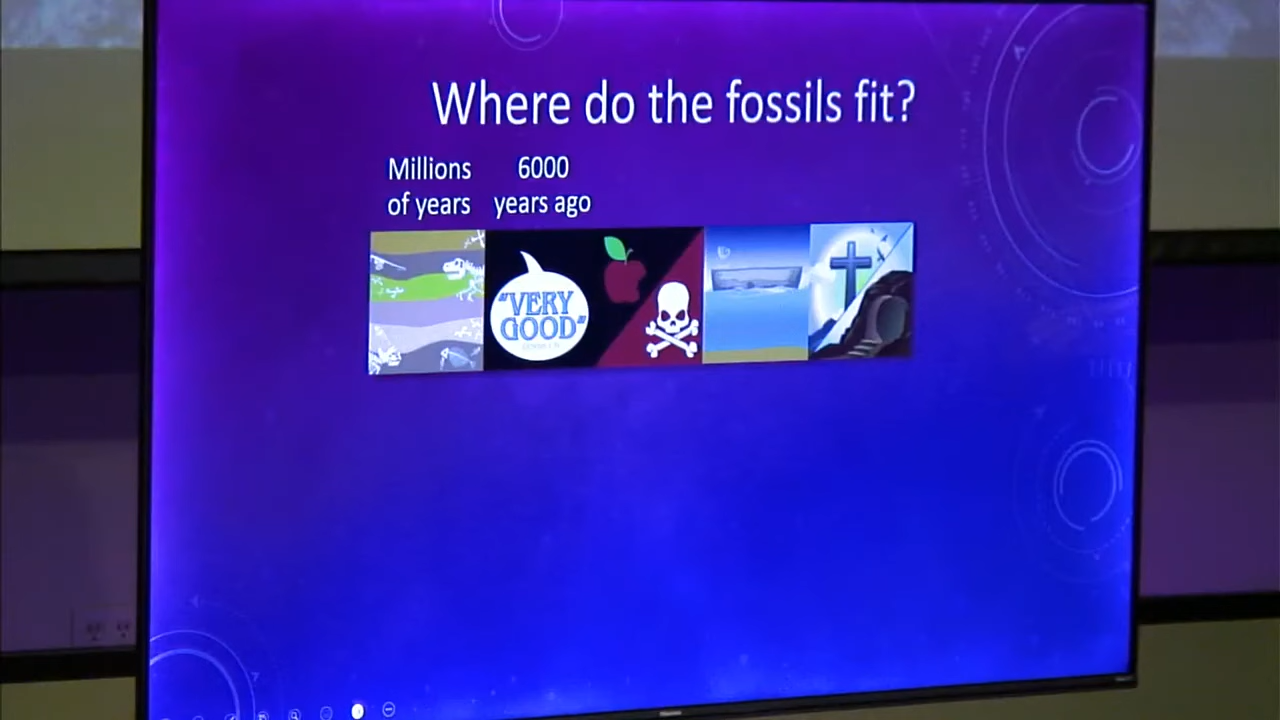 Where do the fossils fit?
Millions 6000
of years years ago
"VERY
GOOD"